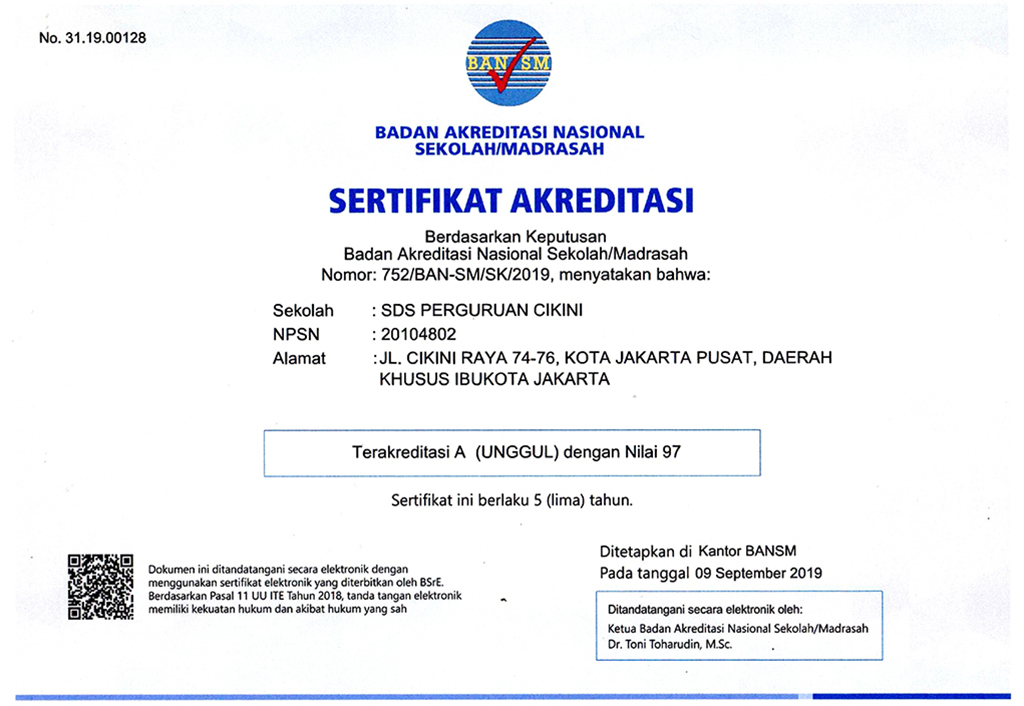 No. 31.19.00128
BAN SM
BADAN AKREDITASI NASIONAL
SEKOLAH/MADRASAH
SERTIFIKAT AKREDITASI
Berdasarkan Keputusan
Badan Akreditasi Nasional Sekolah/Madrasah
Nomor: 752/BAN-SM/SK/2019, menyatakan bahwa:
Sekolah : SDS PERGURUAN CIKINI
NPSN : 20104802
Alamat :JL. CIKINI RAYA 74-76, KOTA JAKARTA PUSAT, DAERAH
KHUSUS IBUKOTA JAKARTA
Terakreditasi A (UNGGUL) dengan Nilai 97
Sertifikat ini berlaku 5 (lima) tahun.
Ditetapkan di Kantor BANSM
Pada tanggal 09 September 2019
Dokumen ini ditandatangani secara elektronik dengan
menggunakan sertifikat elektronik yang diterbitkan oleh BSrE.
Berdasarkan Pasal 11 UU ITE Tahun 2018, tanda tangan elektronik
memiliki kekuatan hukum dan akibat hukum yang sah
Ditandatangani secara elektronik oleh:
Ketua Badan Akreditasi Nasional Sekolah/Madrasah
Dr. Toni Toharudin, M.Sc.